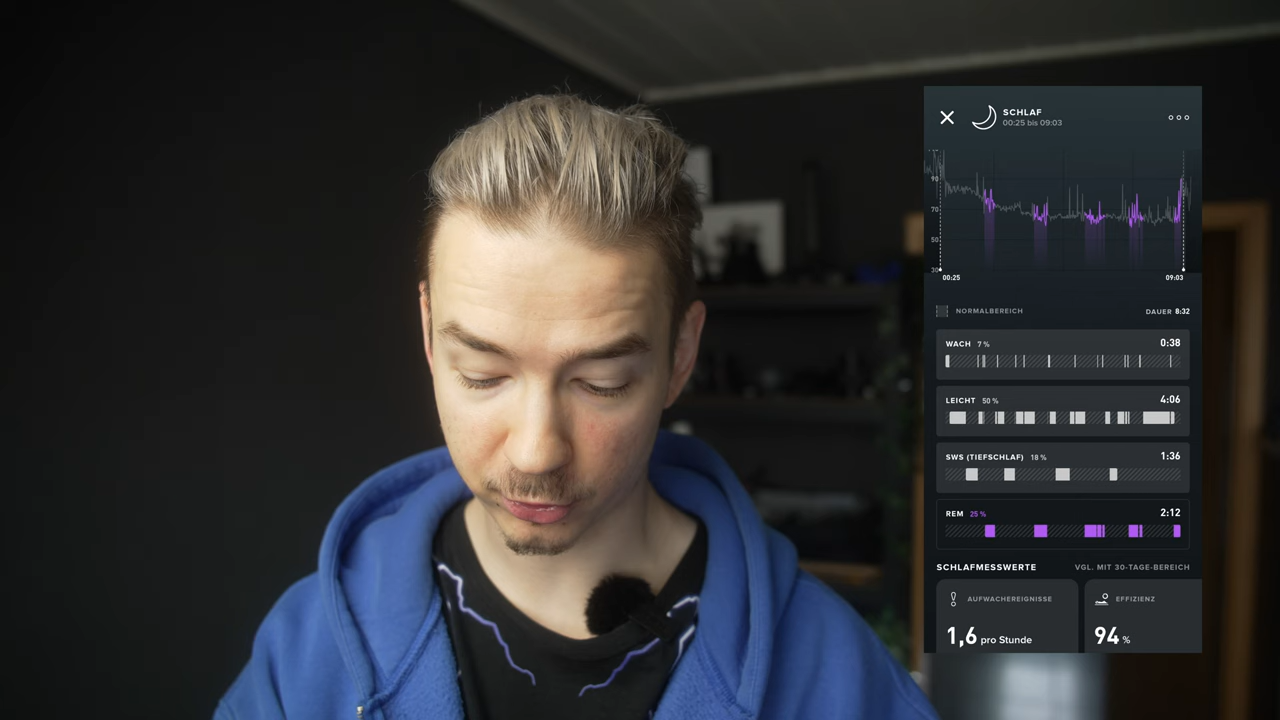 SCHLAF
00:25 bis 09:03
90
70
50
30
00:25 09:03
NORMALBEREICH DAUER 8:32
WACH 7 % 0:38
LEICHT 50 % 4:06
SWS (TIEFSCHLAF) 18 % 1:36
REM 25 % 2:12
SCHLAFMESSWERTE VGL. MIT 30-TAGE-BEREICH
AUFWACHEREIGNISSE EFFIZIENZ
1,6 pro Stunde 94 %